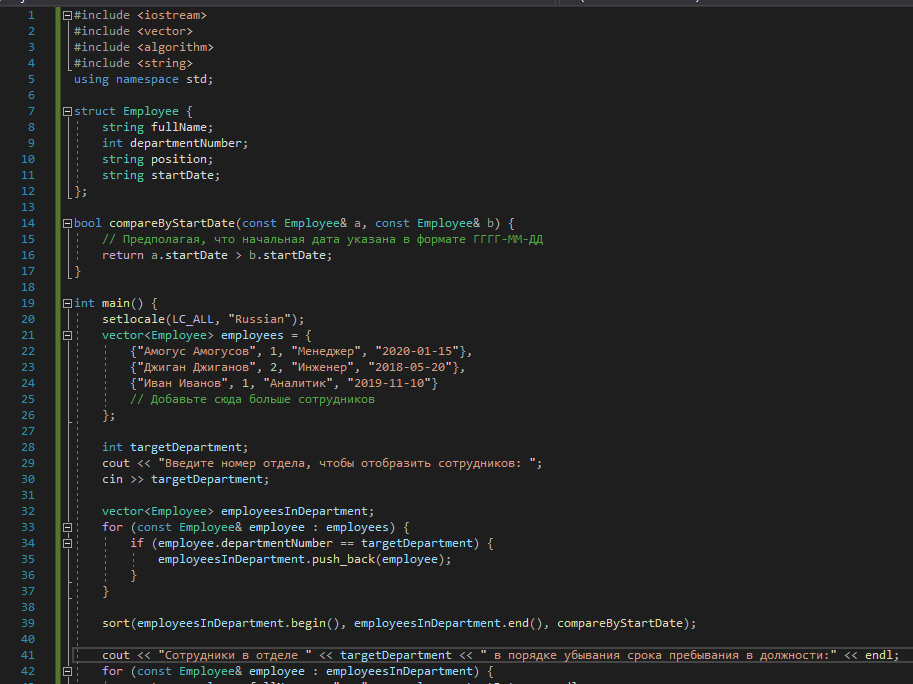 1 #include <iostream>
2 #include <vector>
3 #include <algorithm>
4 #include <string>
5 using namespace std;
6
7 struct Employee {
8 string fullName;
9 int departmentNumber;
10 string position;
11 string startDate;
12 };
13
14 bool compareByStartDate(const Employee& a, const Employee& b) {
15 // Предполагая, что начальная дата указана в формате ГГГГ-ММ-ДД
16 return a.startDate > b.startDate;
17 }
18
19 int main() {
20 setlocale(LC_ALL, "Russian");
21 vector<Employee> employees = {
22 {"Амогус Амогусов", 1, "Менеджер", "2020-01-15"},
23 {"Джиган Джиганов", 2, "Инженер", "2018-05-20"},
24 {"Иван Иванов", 1, "Аналитик", "2019-11-10"}
25 // Добавьте сюда больше сотрудников
26 };
27
28 int targetDepartment;
29 cout << "Введите номер отдела, чтобы отобразить сотрудников: ";
30 cin >> targetDepartment;
31
32 vector<Employee> employeesInDepartment;
33 for (const Employee& employee : employees) {
34 if (employee.departmentNumber == targetDepartment) {
35 employeesInDepartment.push_back(employee);
36 }
37 }
38
39 sort(employeesInDepartment.begin(), employeesInDepartment.end(), compareByStartDate);
40
41 cout << "Сотрудники в отделе " << targetDepartment << " в порядке убывания срока пребывания в должности:" << endl;
42 for (const Employee& employee : employeesInDepartment) {